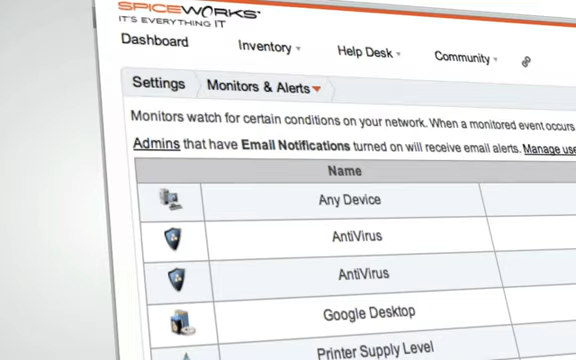 SPICEWORKS
IT'S EVERYTHING IT
Dashboard Inventory Help Desk Community
Settings Monitors & Alerts
Monitors watch for certain conditions on your network. When a monitored event occurs
Admins that have Email Notifications turned on will receive email alerts. Manage use
Name
Any Device
AntiVirus
AntiVirus
Google Desktop
Printer Supply Level